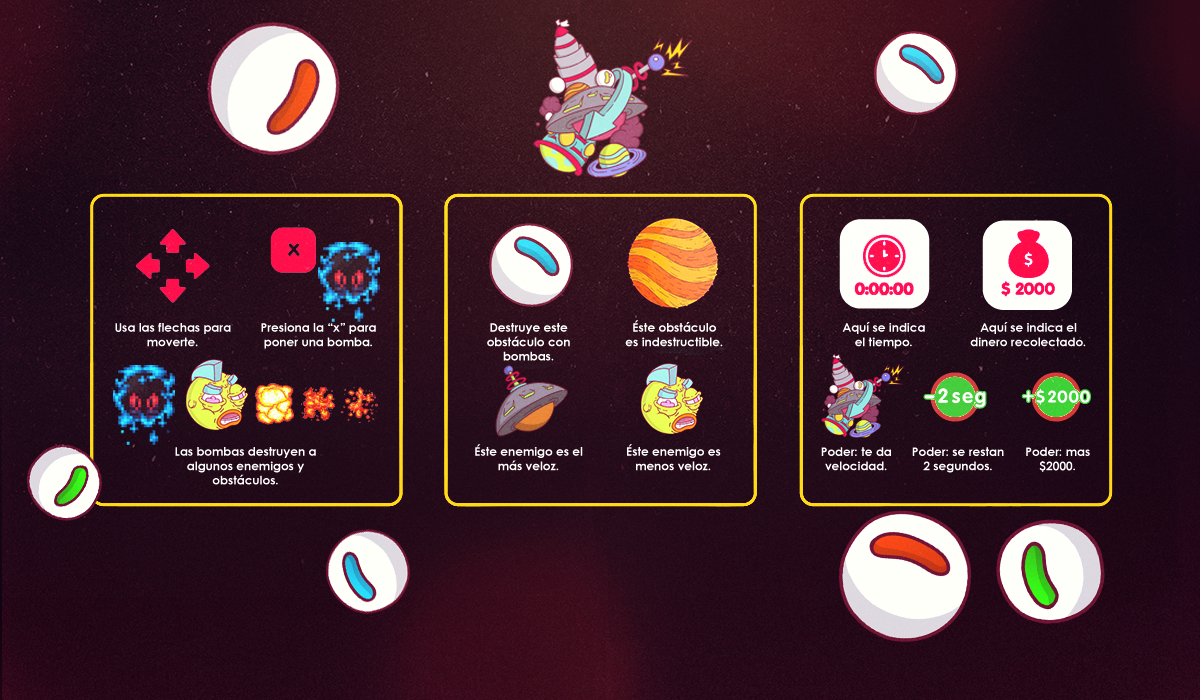 X
Usa las flechas para
moverte.
Presiona la “x” para
poner una bomba.
Las bombas destruyen a
algunos enemigos y
obstáculos.
Destruye este
obstáculo con
bombas.
Éste obstáculo
es indestructible.
Éste enemigo es el
más veloz.
Éste enemigo es
menos veloz.
0:00:00
$
$ 2000
Aquí se indica
el tiempo.
Aquí se indica el
dinero recolectado.
-2 seg
+$2000
Poder: te da
velocidad.
Poder: se restan
2 segundos.
Poder: mas
$2000.